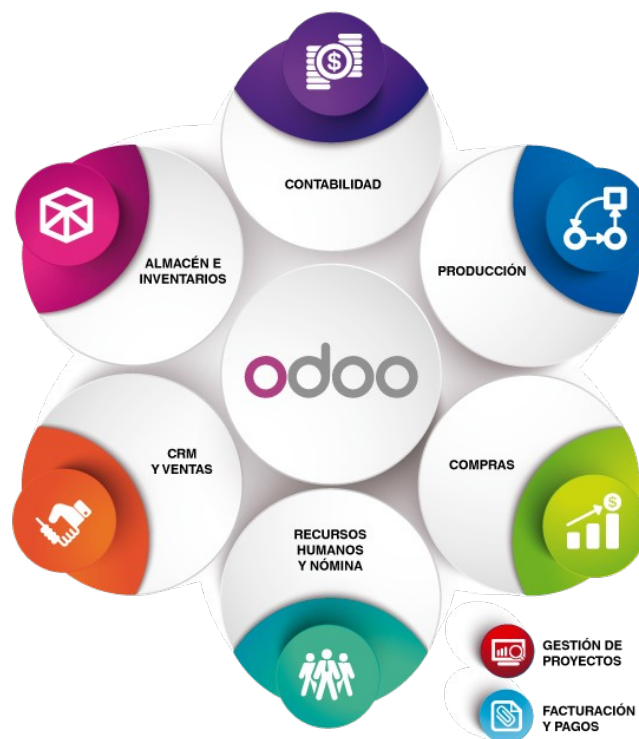 $
CONTABILIDAD
ALMACÉN E
INVENTARIOS
PRODUCCIÓN
odoo
CRM
Y VENTAS
COMPRAS
$
RECURSOS
HUMANOS
Y NÓMINA
GESTIÓN DE
PROYECTOS
FACTURACIÓN
Y PAGOS